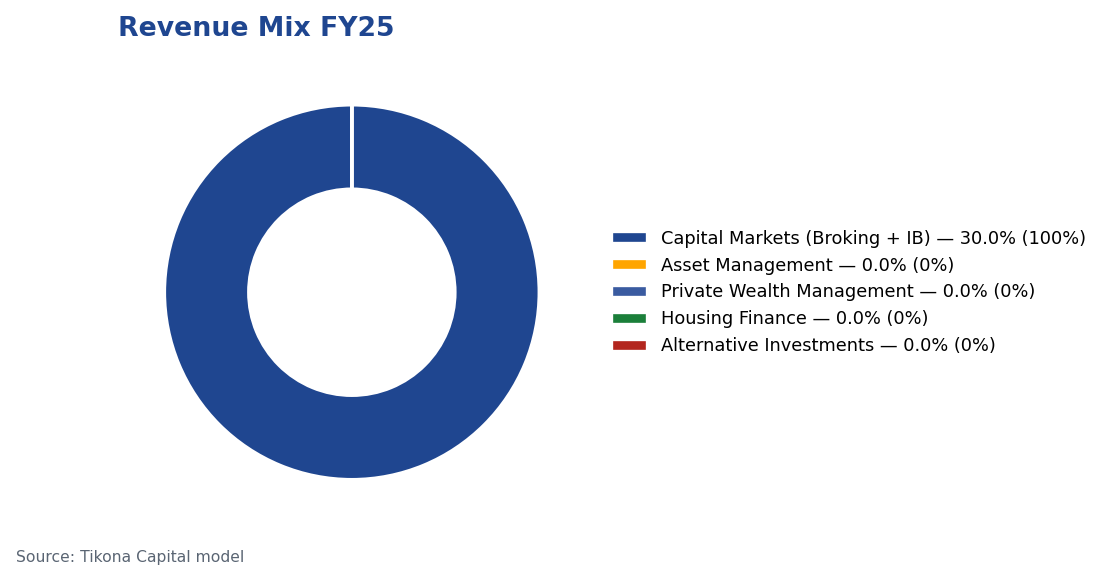 Revenue Mix FY25
Capital Markets (Broking + IB) — 30.0% (100%)
Asset Management — 0.0% (0%)
Private Wealth Management — 0.0% (0%)
Housing Finance — 0.0% (0%)
Alternative Investments — 0.0% (0%)
Source: Tikona Capital model